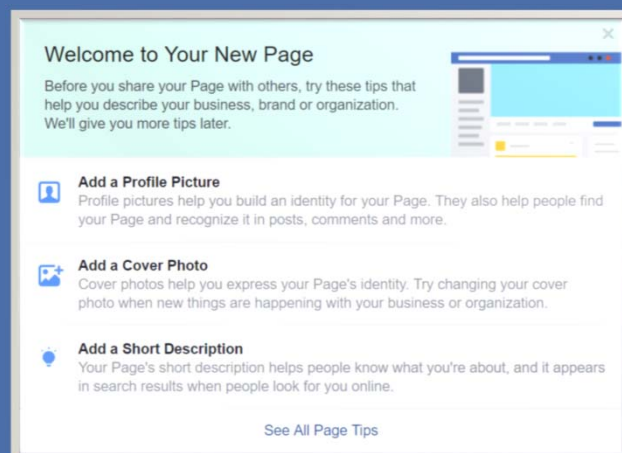 Welcome to Your New Page
Before you share your Page with others, try these tips that
help you describe your business, brand or organization.
We'll give you more tips later.
Add a Profile Picture
Profile pictures help you build an identity for your Page. They also help people find
your Page and recognize it in posts, comments and more.
Add a Cover Photo
Cover photos help you express your Page's identity. Try changing your cover
photo when new things are happening with your business or organization.
Add a Short Description
Your Page's short description helps people know what you're about, and it appears
in search results when people look for you online.
See All Page Tips